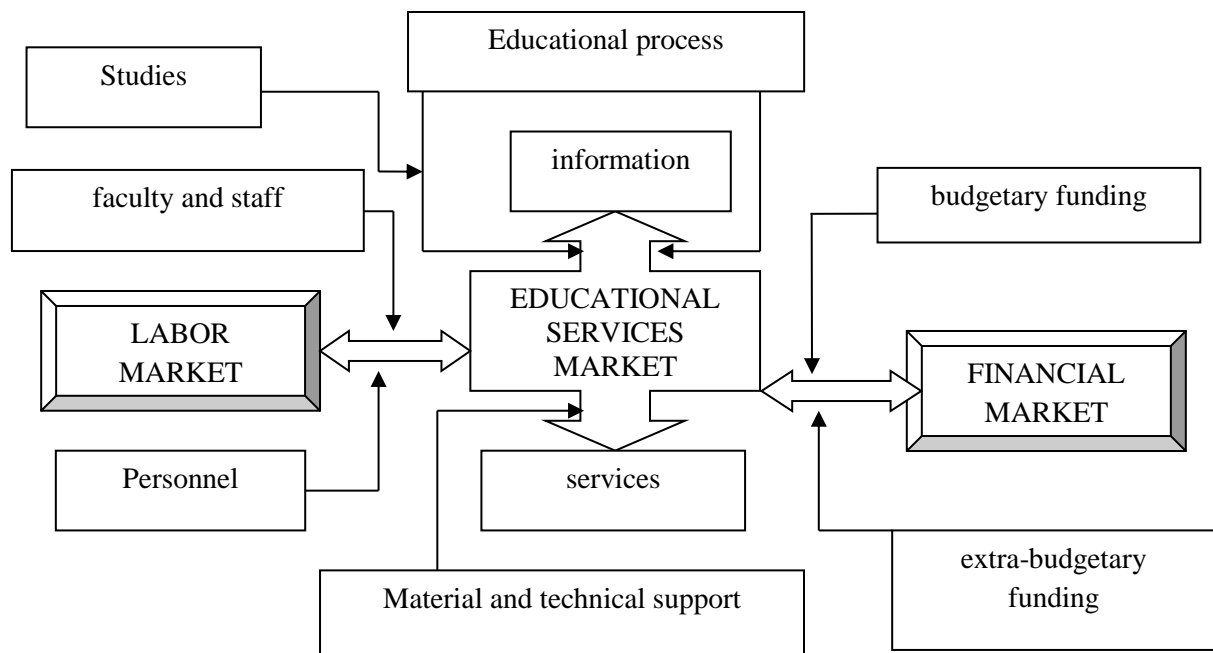 Educational process
Studies
information
faculty and staff
budgetary funding
EDUCATIONAL
SERVICES
MARKET
LABOR
MARKET
FINANCIAL
MARKET
Personnel
services
extra-budgetary
funding
Material and technical support